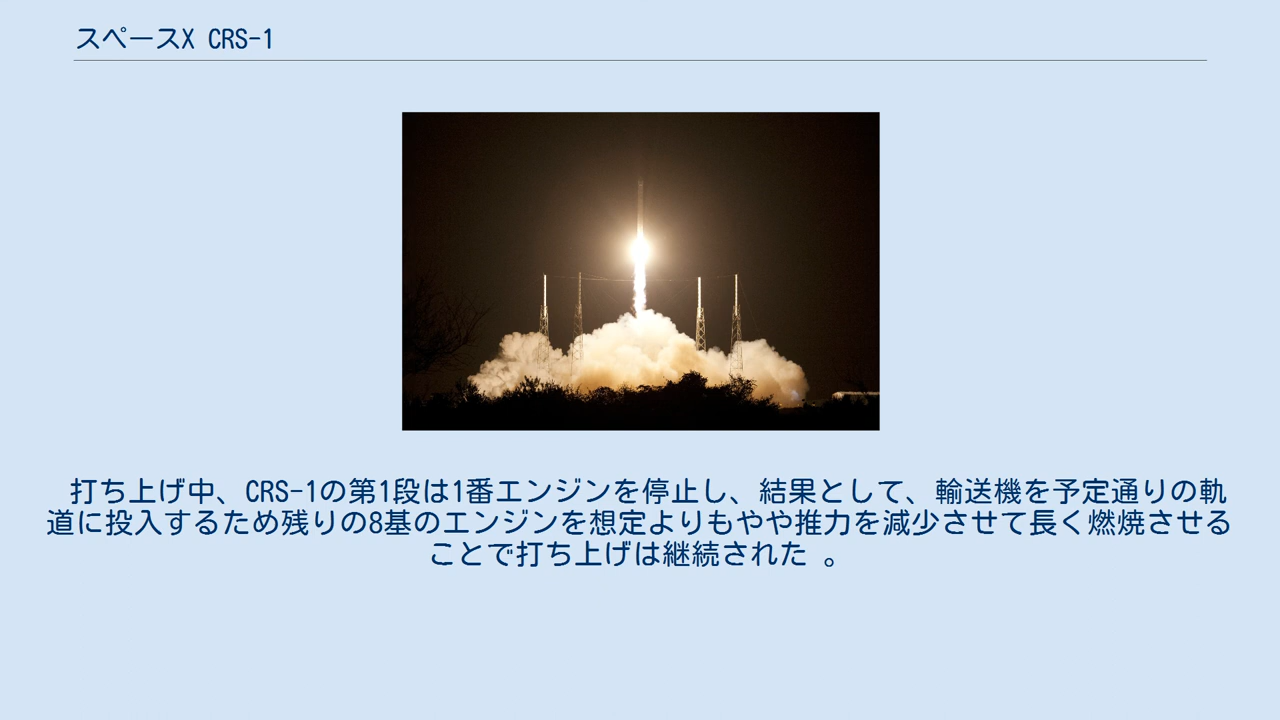 スペースX CRS-1
打ち上げ中、CRS-1の第1段は1番エンジンを停止し、結果として、輸送機を予定通りの軌
道に投入するため残りの8基のエンジンを想定よりもやや推力を減少させて長く燃焼させる
ことで打ち上げは継続された 。